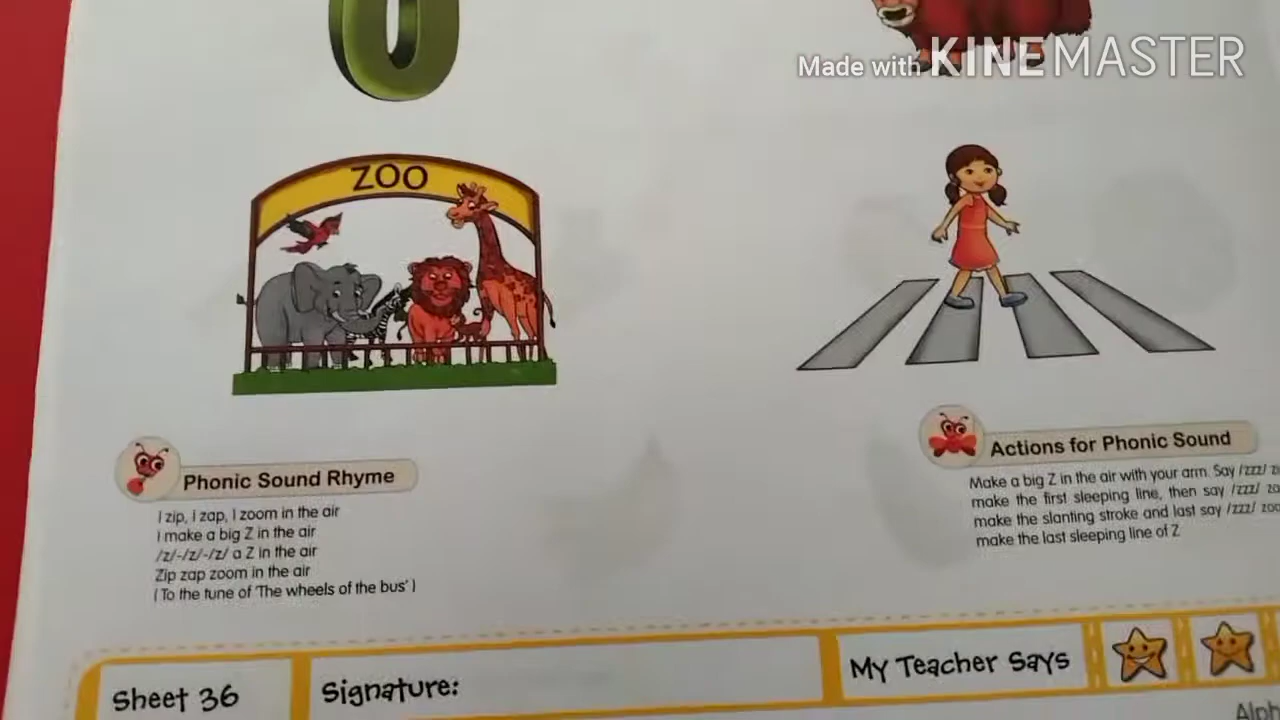 Made with KINEMASTER
ZOO
Phonic Sound Rhyme
I zip, I zap, I zoom in the air
I make a big Z in the air
/z/-/z/-/z/ a Z in the air
Zip zap zoom in the air
( To the tune of 'The wheels of the bus' )
Actions for Phonic Sound
Make a big Z in the air with your arm. Say /zzz/
make the first sleeping line, then say /zzz/
make the slanting stroke and last say /zzz/
make the last sleeping line of Z
Sheet 36
Signature:
My Teacher Says